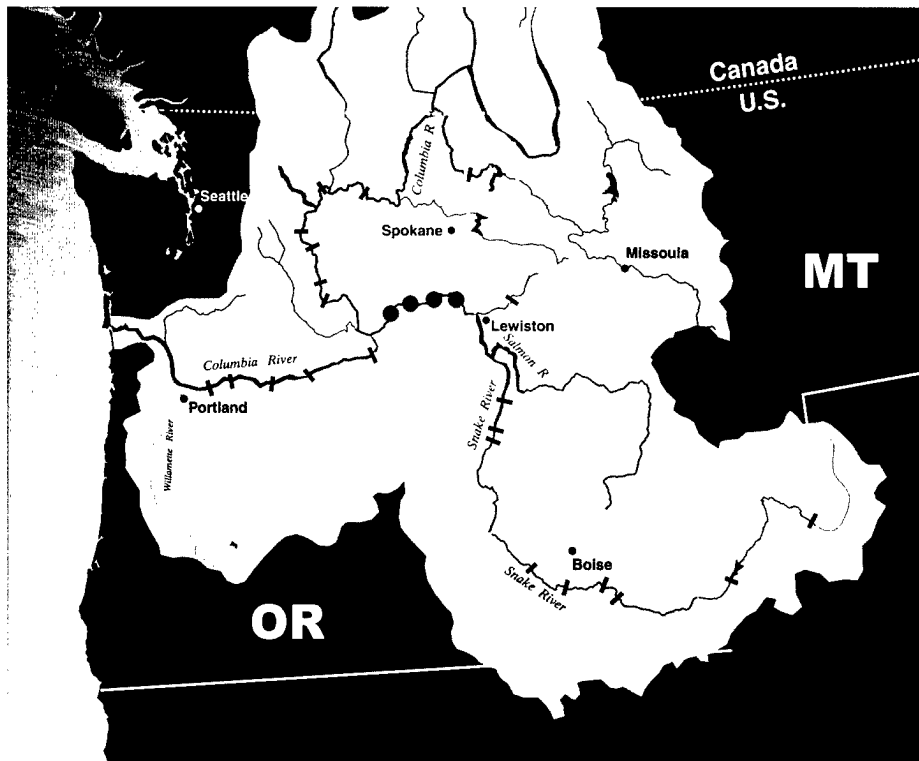 Canada
U.S.
Columbia R
Seattle
Spokane
Missoula
MT
Lewiston
Salmon R
Columbia River
Portland
Snake River
Willamette River
Boise
Snake River
OR